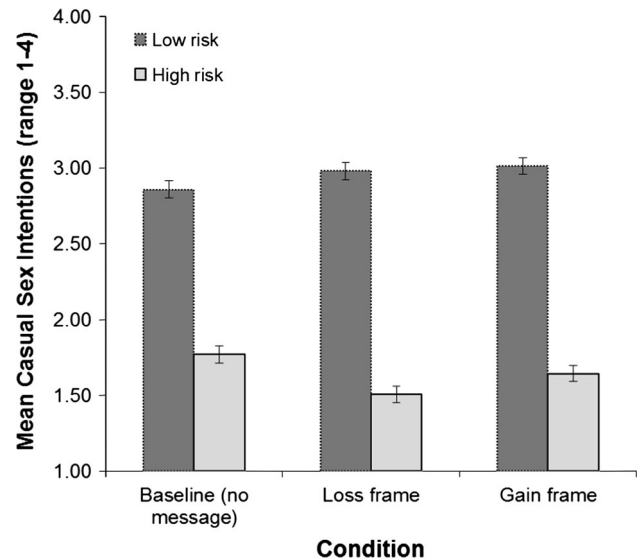 Mean Casual Sex Intentions (range 1-4)
4.00
3.50
3.00
2.50
2.00
1.50
1.00
Low risk
High risk
Baseline (no
message)
Loss frame
Gain frame
Condition